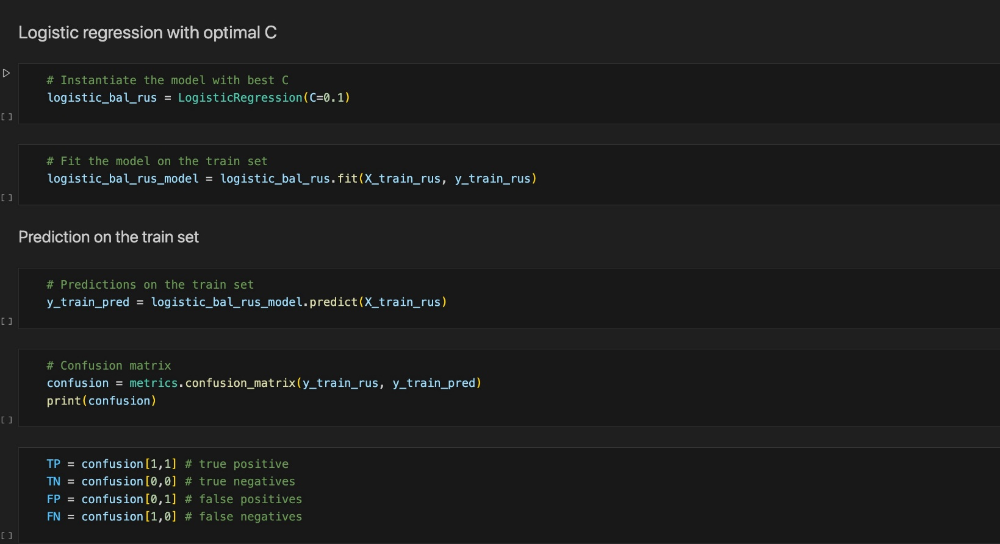 Logistic regression with optimal C
# Instantiate the model with best C
logistic_bal_rus = LogisticRegression(C=0.1)
[ ]
# Fit the model on the train set
logistic_bal_rus_model = logistic_bal_rus.fit(X_train_rus, y_train_rus)
[ ]
Prediction on the train set
# Predictions on the train set
y_train_pred = logistic_bal_rus_model.predict(X_train_rus)
[ ]
# Confusion matrix
confusion = metrics.confusion_matrix(y_train_rus, y_train_pred)
print(confusion)
[ ]
TP = confusion[1,1] # true positive
TN = confusion[0,0] # true negatives
FP = confusion[0,1] # false positives
FN = confusion[1,0] # false negatives
[ ]